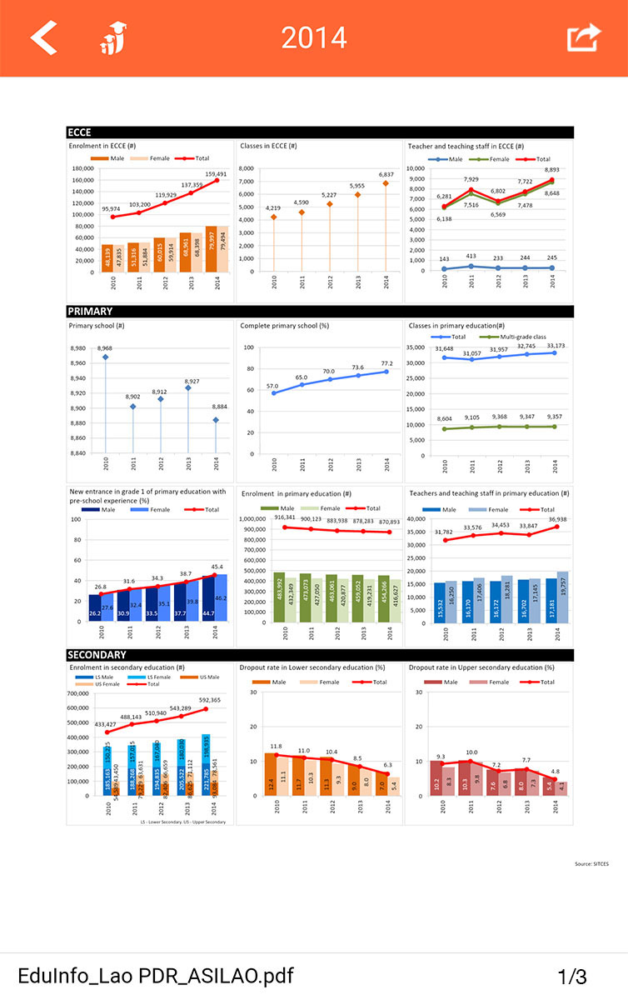 2014
ECCE
Enrolment in ECCE (#)
Male Female Total
180,000
160,000
140,000
120,000
100,000
80,000
60,000
40,000
20,000
0
95,974 103,200 119,929 137,359 159,491
48,139 47,835 51,316 51,884 60,015 59,914 68,961 68,398 79,997 79,494
2010 2011 2012 2013 2014
Classes in ECCE (#)
8,000
7,000
6,000
5,000
4,000
3,000
2,000
1,000
0
4,219 4,590 5,227 5,955 6,837
2010 2011 2012 2013 2014
Teacher and teaching staff in ECCE (#)
Male Female Total
10,000
9,000
8,000
7,000
6,000
5,000
4,000
3,000
2,000
1,000
0
6,281 7,929 6,802 7,722 8,893
6,138 7,516 6,569 7,478 8,648
143 413 233 244 245
2010 2011 2012 2013 2014
PRIMARY
Primary school (#)
8,980
8,960
8,940
8,920
8,900
8,880
8,860
8,840
8,968 8,902 8,912 8,927 8,884
2010 2011 2012 2013 2014
Complete primary school (%)
100
80
60
40
20
0
57.0 65.0 70.0 73.6 77.2
2010 2011 2012 2013 2014
Classes in primary education(#)
Total Multi-grade class
35,000
30,000
25,000
20,000
15,000
10,000
5,000
0
31,648 31,057 31,957 32,745 33,173
8,604 9,105 9,368 9,347 9,357
2010 2011 2012 2013 2014
New entrance in grade 1 of primary education with
pre-school experience (%)
Male Female Total
100
80
60
40
20
0
26.8 31.6 34.3 38.7 45.4
26.2 27.6 30.9 32.4 33.5 35.1 37.7 39.8 44.7 46.2
2010 2011 2012 2013 2014
Enrolment in primary education (#)
Male Female Total
1,000,000
900,000
800,000
700,000
600,000
500,000
400,000
300,000
200,000
100,000
0
916,341 900,123 883,938 878,283 870,893
483,992 432,349 473,073 427,050 463,061 420,877 459,052 419,231 454,266 416,627
2010 2011 2012 2013 2014
Teachers and teaching staff in primary education (#)
Male Female Total
40,000
35,000
30,000
25,000
20,000
15,000
10,000
5,000
0
31,782 33,576 34,453 33,847 36,938
15,532 16,250 16,170 17,406 16,172 18,281 16,702 17,145 17,181 19,757
2010 2011 2012 2013 2014
SECONDARY
Enrolment in secondary education (#)
LS Male LS Female US Male
US Female Total
700,000
600,000
500,000
400,000
300,000
200,000
100,000
0
433,427 488,143 510,940 543,289 592,365
150,225 157,015 167,040 180,030 198,935
185,163 43,450 188,268 63,631 194,835 66,659 205,522 71,112 221,785 78,561
2010 2011 2012 2013 2014
LS - Lower Secondary US - Upper Secondary
Dropout rate in Lower secondary education (%)
Male Female Total
30
20
10
0
11.8 11.0 10.4 8.5 6.3
12.4 11.1 11.7 10.3 11.3 9.3 9.0 8.0 7.0 5.4
2010 2011 2012 2013 2014
Dropout rate in Upper secondary education (%)
Male Female Total
30
20
10
0
9.3 10.0 7.2 7.7 4.8
10.2 8.3 10.3 9.8 7.6 6.8 8.0 7.3 5.4 4.1
2010 2011 2012 2013 2014
Source: SITCES
EduInfo_Lao PDR_ASILAO.pdf
1/3